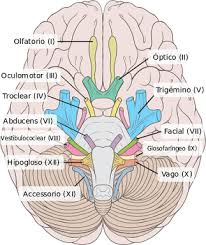 Olfatorio (I)
Óptico (II)
Oculomotor (III)
Troclear (IV)
Trigémino (V)
Abducens (VI)
Facial (VII)
Vestibulococlear (VIII)
Glosofaríngeo (IX)
Hipogloso (XII)
Vago (X)
Accessorio (XI)